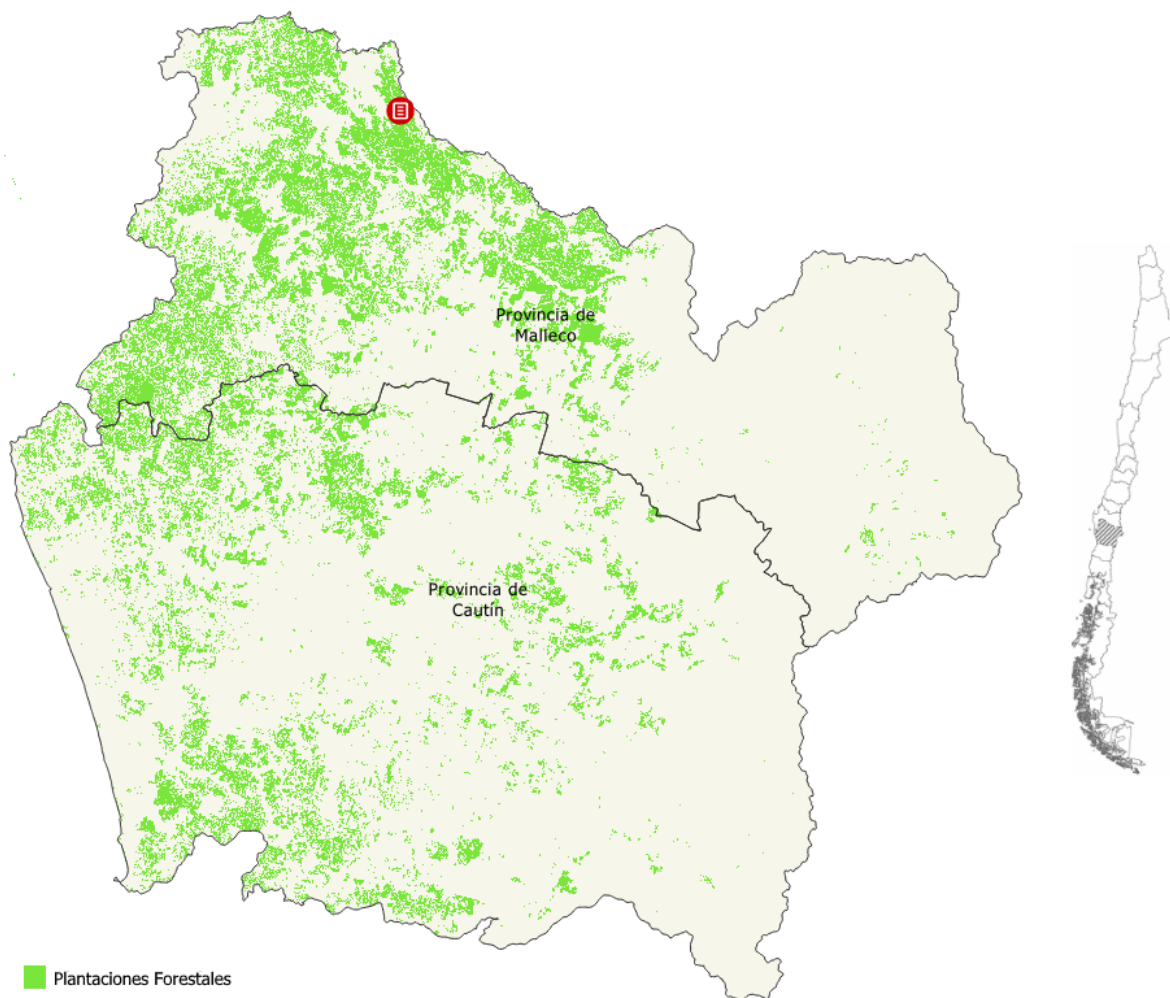 Provincia de
Malleco
Provincia de
Cautín
Plantaciones Forestales